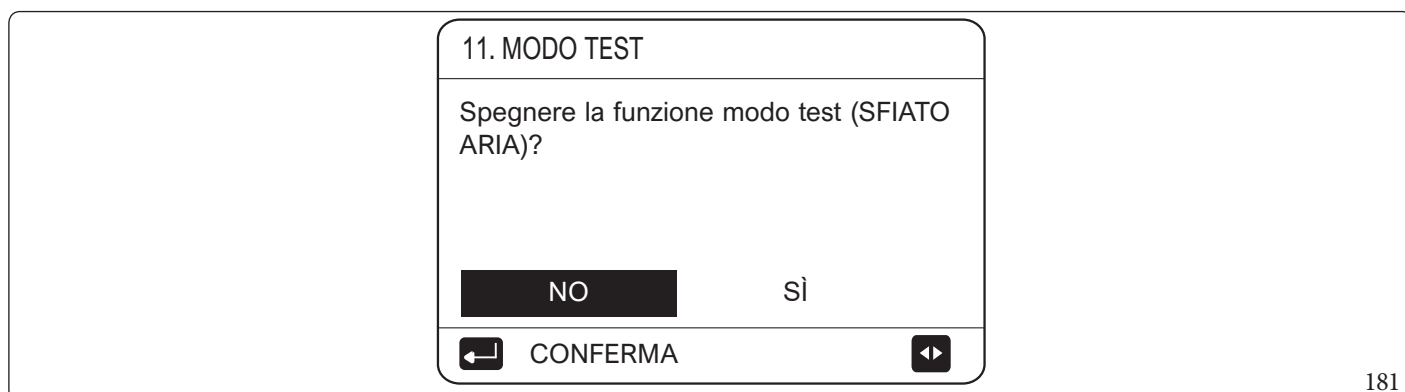 11. MODO TEST
Spegnere la funzione modo test (SFIATO
ARIA)?
NO SÌ
CONFERMA
181